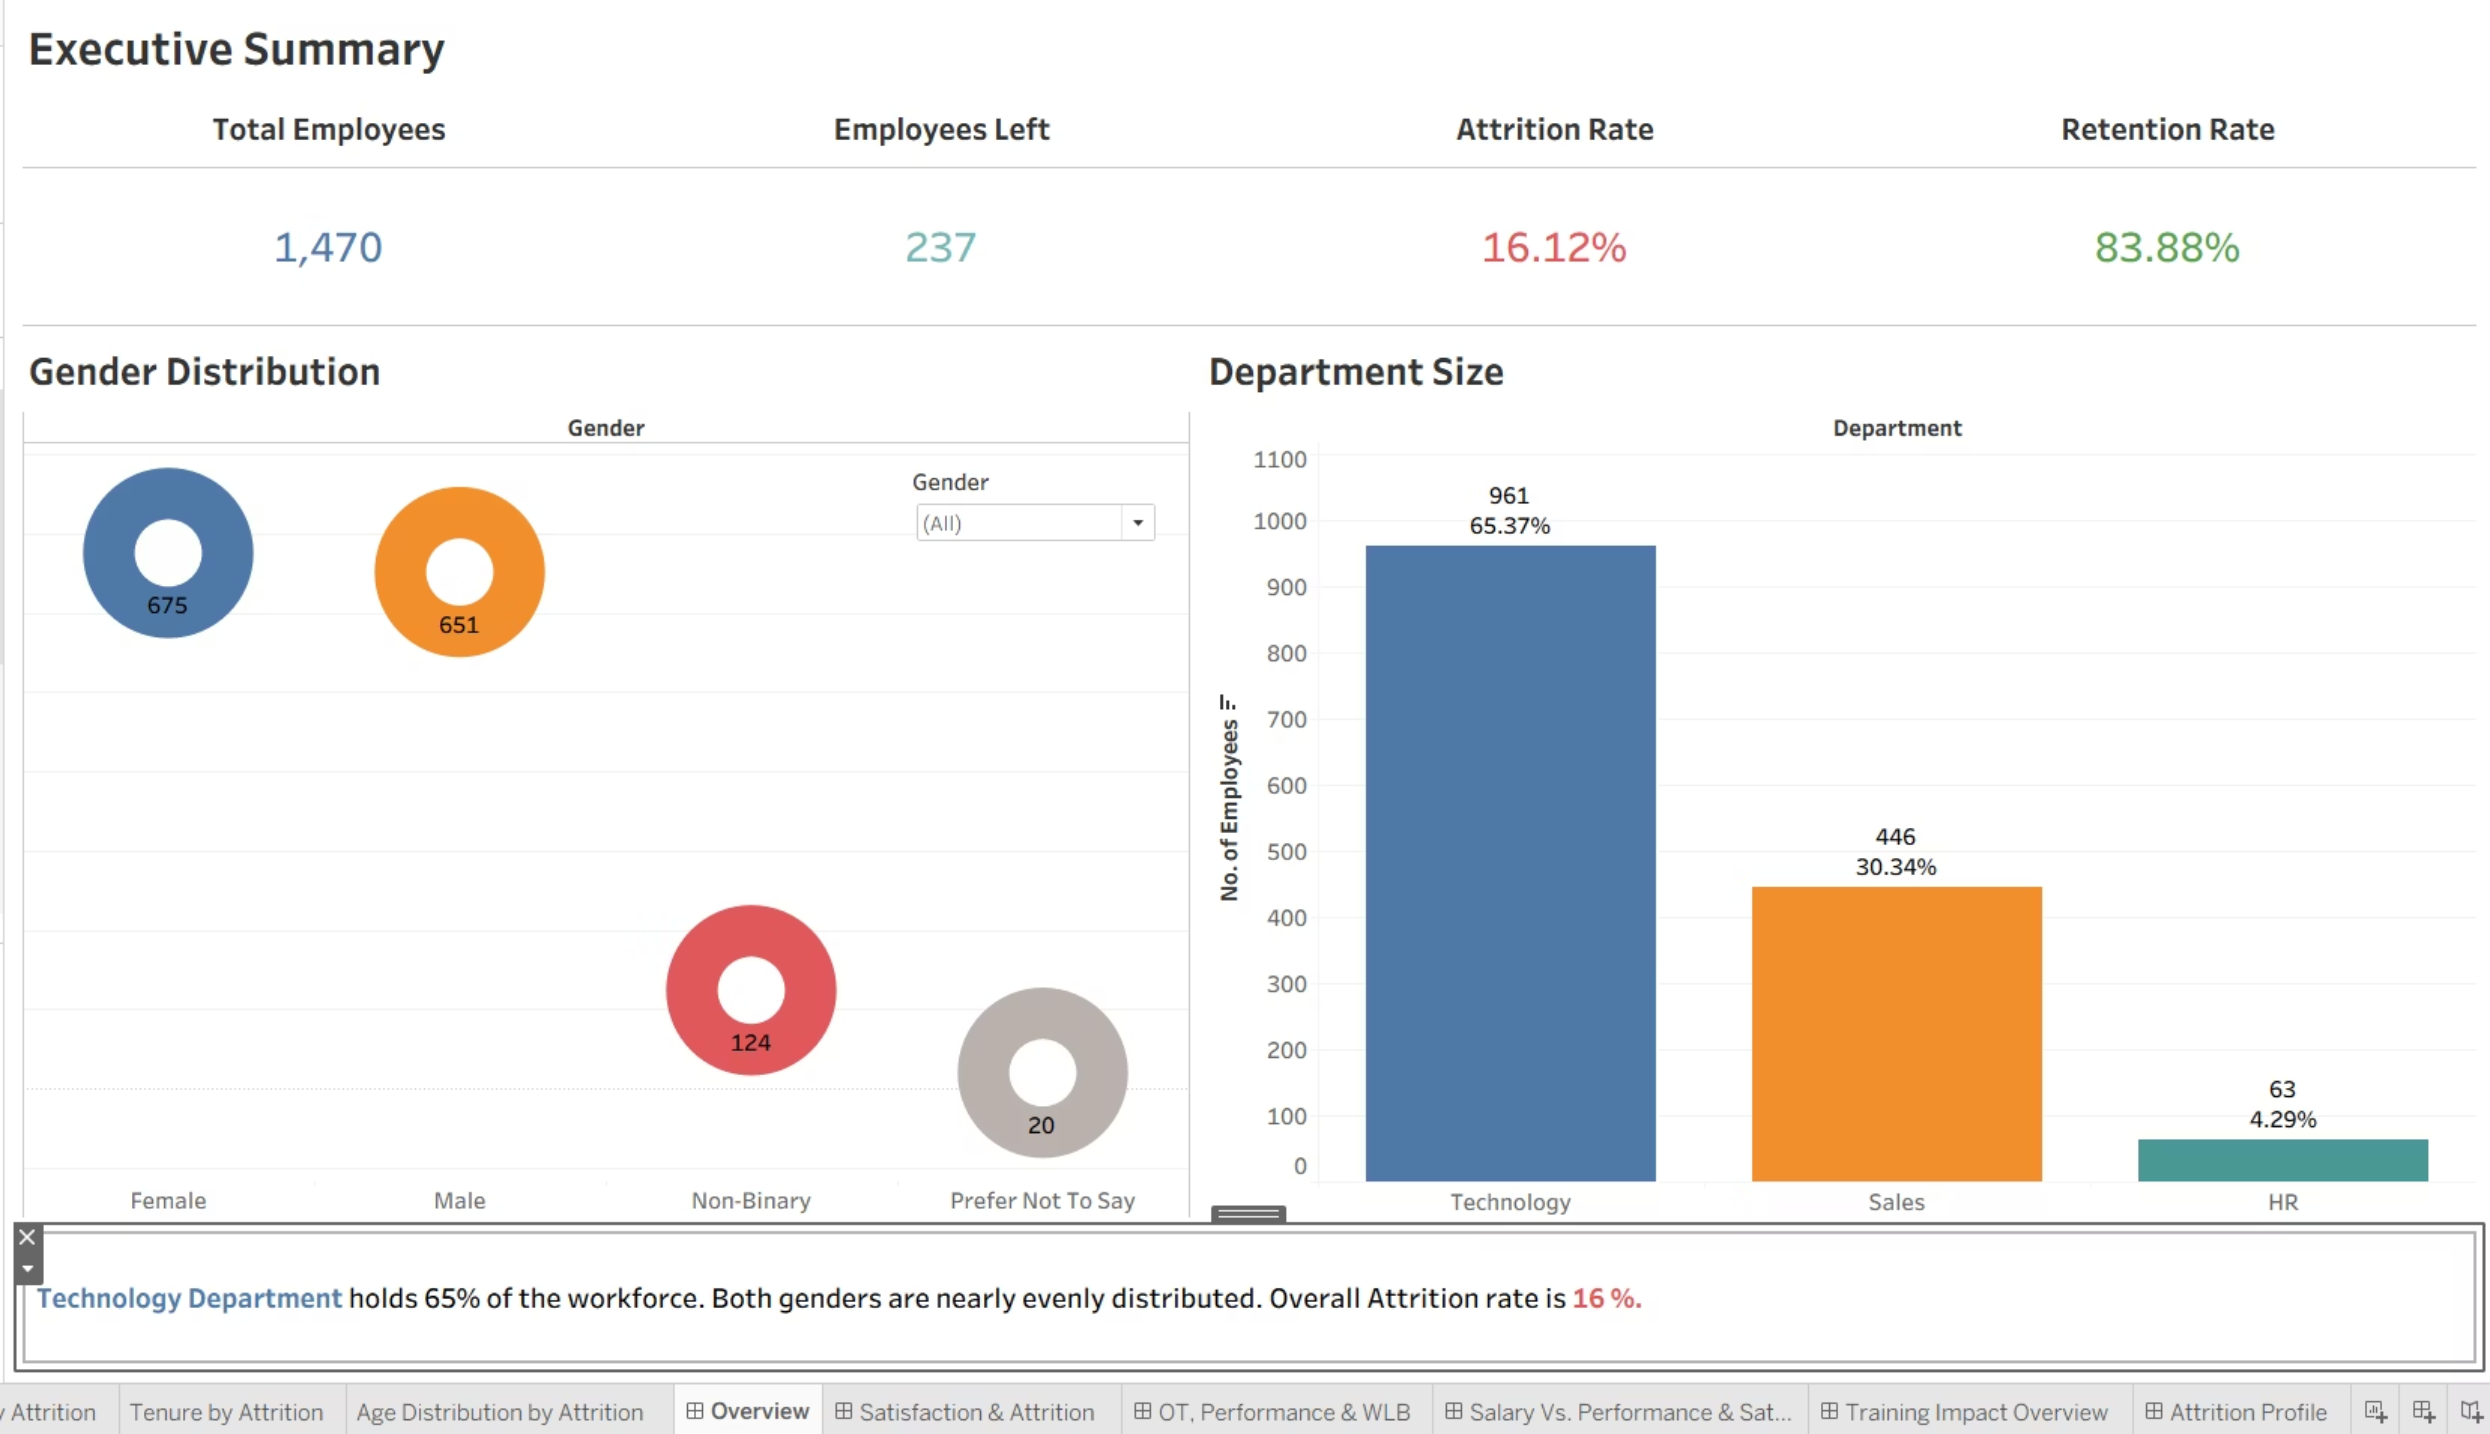 Executive Summary
Total Employees
Employees Left
Attrition Rate
Retention Rate
1,470
237
16.12%
83.88%
Gender Distribution
Gender
Gender
(All)
675
651
124
20
Female
Male
Non-Binary
Prefer Not To Say
Department Size
Department
No. of Employees
1100
1000
900
800
700
600
500
400
300
200
100
0
961
65.37%
446
30.34%
63
4.29%
Technology
Sales
HR
Technology Department holds 65% of the workforce. Both genders are nearly evenly distributed. Overall Attrition rate is 16 %.
Attrition
Tenure by Attrition
Age Distribution by Attrition
Overview
Satisfaction & Attrition
OT, Performance & WLB
Salary Vs. Performance & Sat...
Training Impact Overview
Attrition Profile